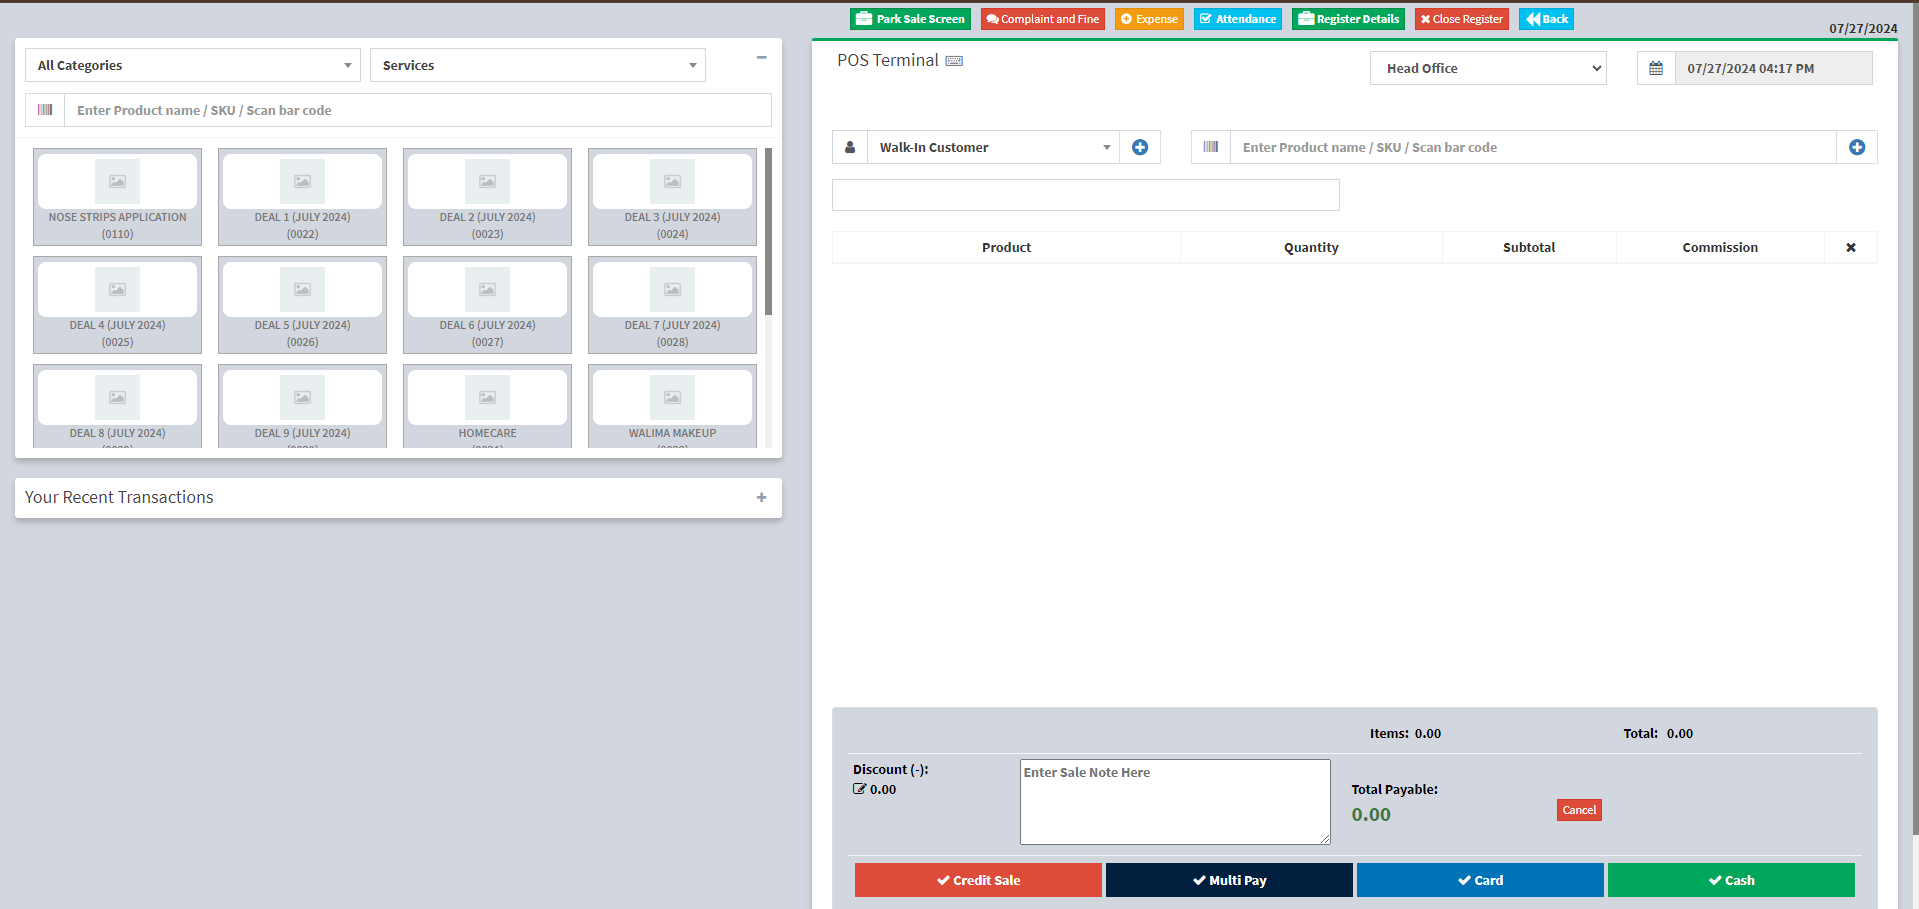 Park Sale Screen
Complaint and Fine
Expense
Attendance
Register Details
Close Register
Back
07/27/2024
All Categories
Services
Enter Product name / SKU / Scan bar code
NOSE STRIPS APPLICATION
(0110)
DEAL 1 (JULY 2024)
(0022)
DEAL 2 (JULY 2024)
(0023)
DEAL 3 (JULY 2024)
(0024)
DEAL 4 (JULY 2024)
(0025)
DEAL 5 (JULY 2024)
(0026)
DEAL 6 (JULY 2024)
(0027)
DEAL 7 (JULY 2024)
(0028)
DEAL 8 (JULY 2024)
DEAL 9 (JULY 2024)
HOMECARE
WALIMA MAKEUP
Your Recent Transactions
POS Terminal
Head Office
07/27/2024 04:17 PM
Walk-In Customer
Enter Product name / SKU / Scan bar code
Product Quantity Subtotal Commission
Items: 0.00 Total: 0.00
Discount (-):
0.00
Enter Sale Note Here
Total Payable:
0.00
Cancel
Credit Sale
Multi Pay
Card
Cash